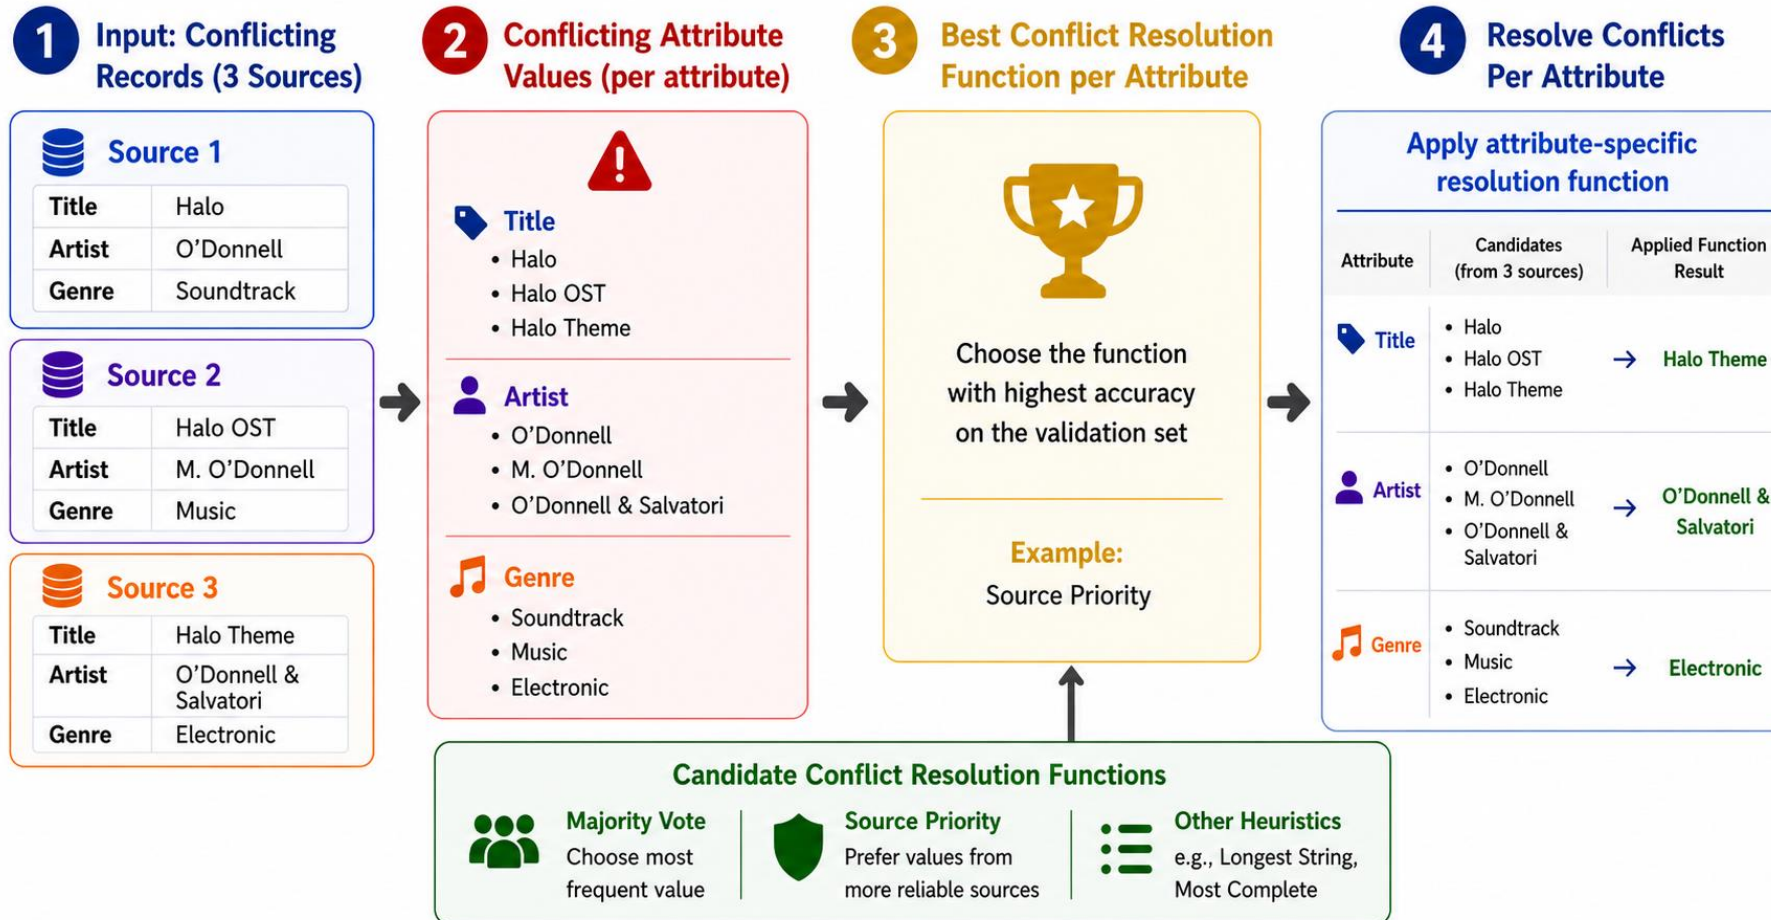 1 Input: Conflicting
Records (3 Sources)
Source 1
Title Halo
Artist O’Donnell
Genre Soundtrack
Source 2
Title Halo OST
Artist M. O’Donnell
Genre Music
Source 3
Title Halo Theme
Artist O’Donnell &
Salvatori
Genre Electronic
2 Conflicting Attribute
Values (per attribute)
Title
• Halo
• Halo OST
• Halo Theme
Artist
• O’Donnell
• M. O’Donnell
• O’Donnell & Salvatori
Genre
• Soundtrack
• Music
• Electronic
3 Best Conflict Resolution
Function per Attribute
Choose the function
with highest accuracy
on the validation set
Example:
Source Priority
Candidate Conflict Resolution Functions
Majority Vote
Choose most
frequent value
Source Priority
Prefer values from
more reliable sources
Other Heuristics
e.g., Longest String,
Most Complete
4 Resolve Conflicts
Per Attribute
Apply attribute-specific
resolution function
Attribute
Candidates
(from 3 sources)
Applied Function
Result
Title
• Halo
• Halo OST
• Halo Theme
→ Halo Theme
Artist
• O’Donnell
• M. O’Donnell
• O’Donnell &
Salvatori
→ O’Donnell &
Salvatori
Genre
• Soundtrack
• Music
• Electronic
→ Electronic